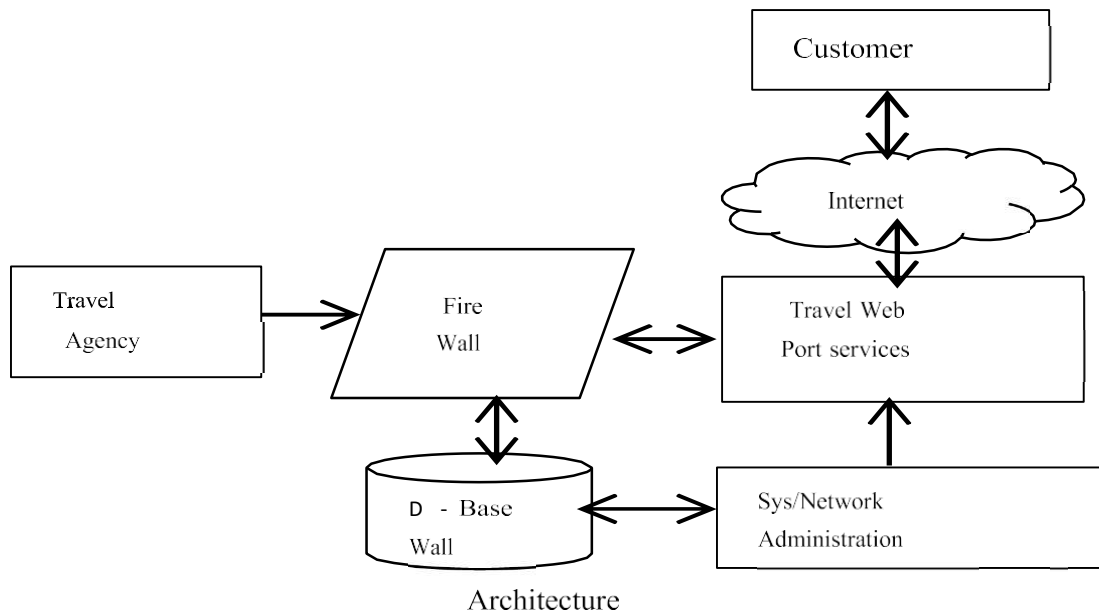 Customer
Internet
Travel
Agency
Fire
Wall
Travel Web
Port services
D - Base
Wall
Sys/Network
Administration
Architecture